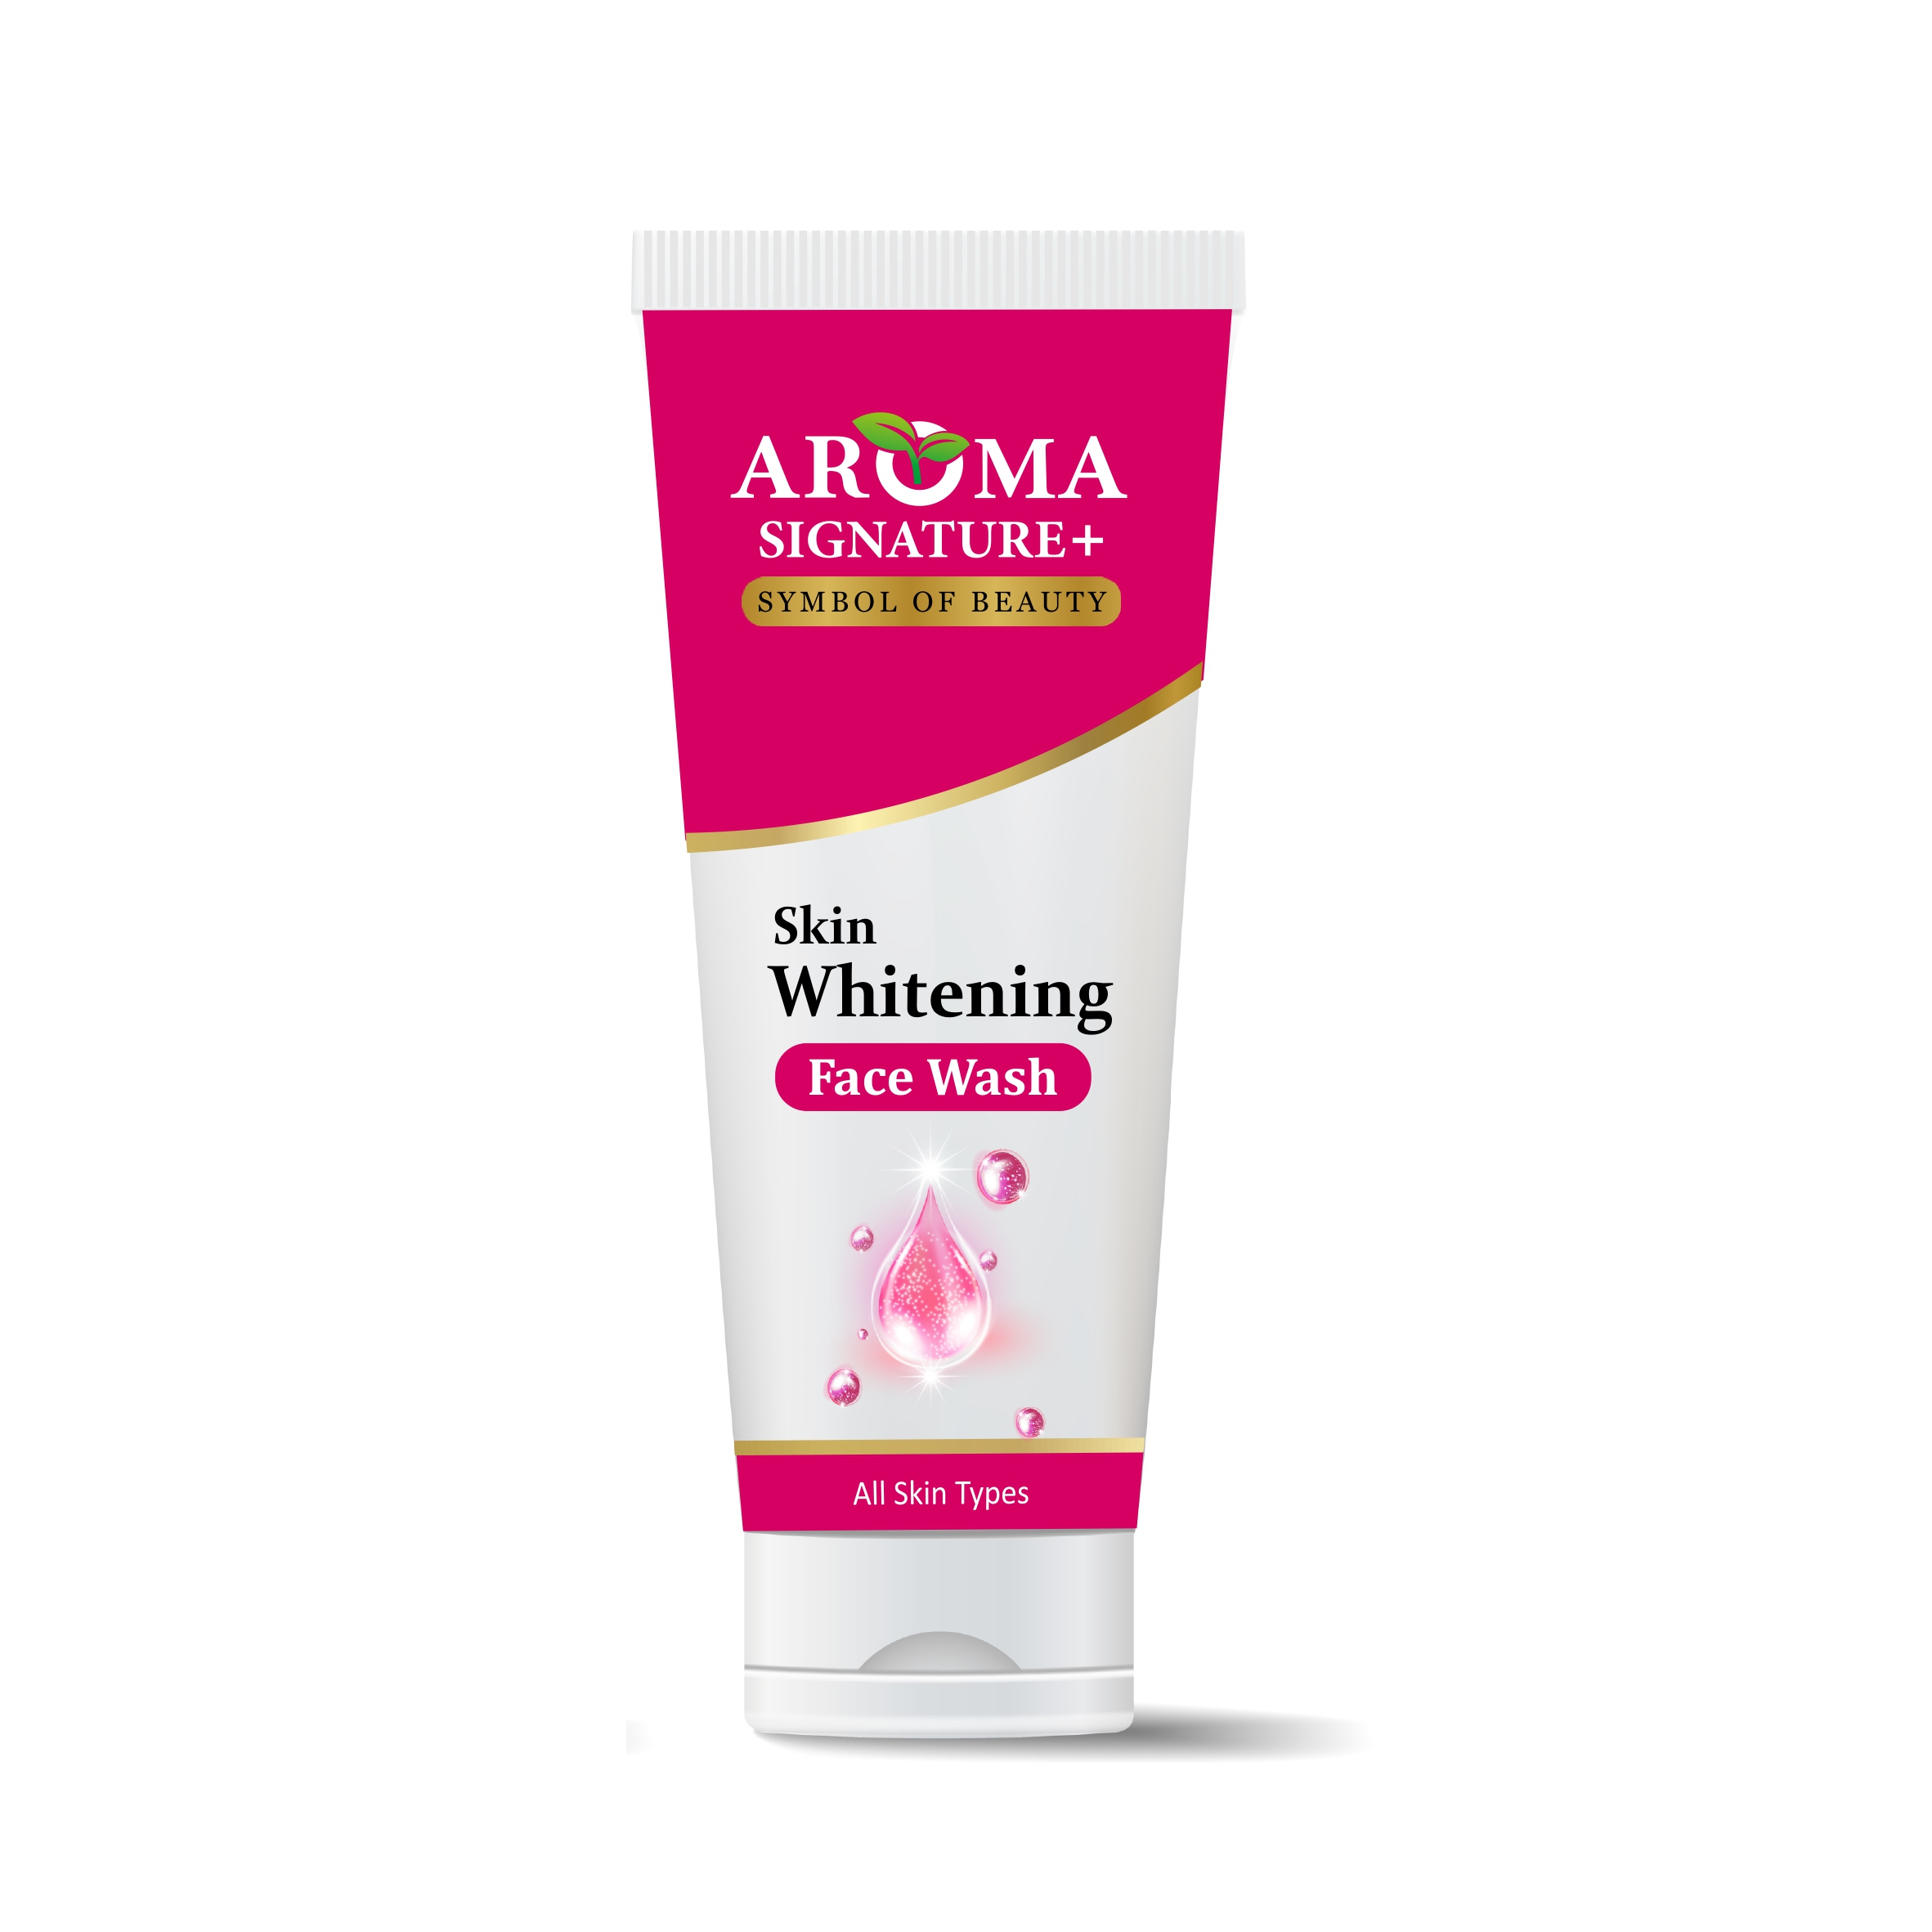 AROMA
SIGNATURE+
SYMBOL OF BEAUTY
Skin
Whitening
Face Wash
All Skin Types